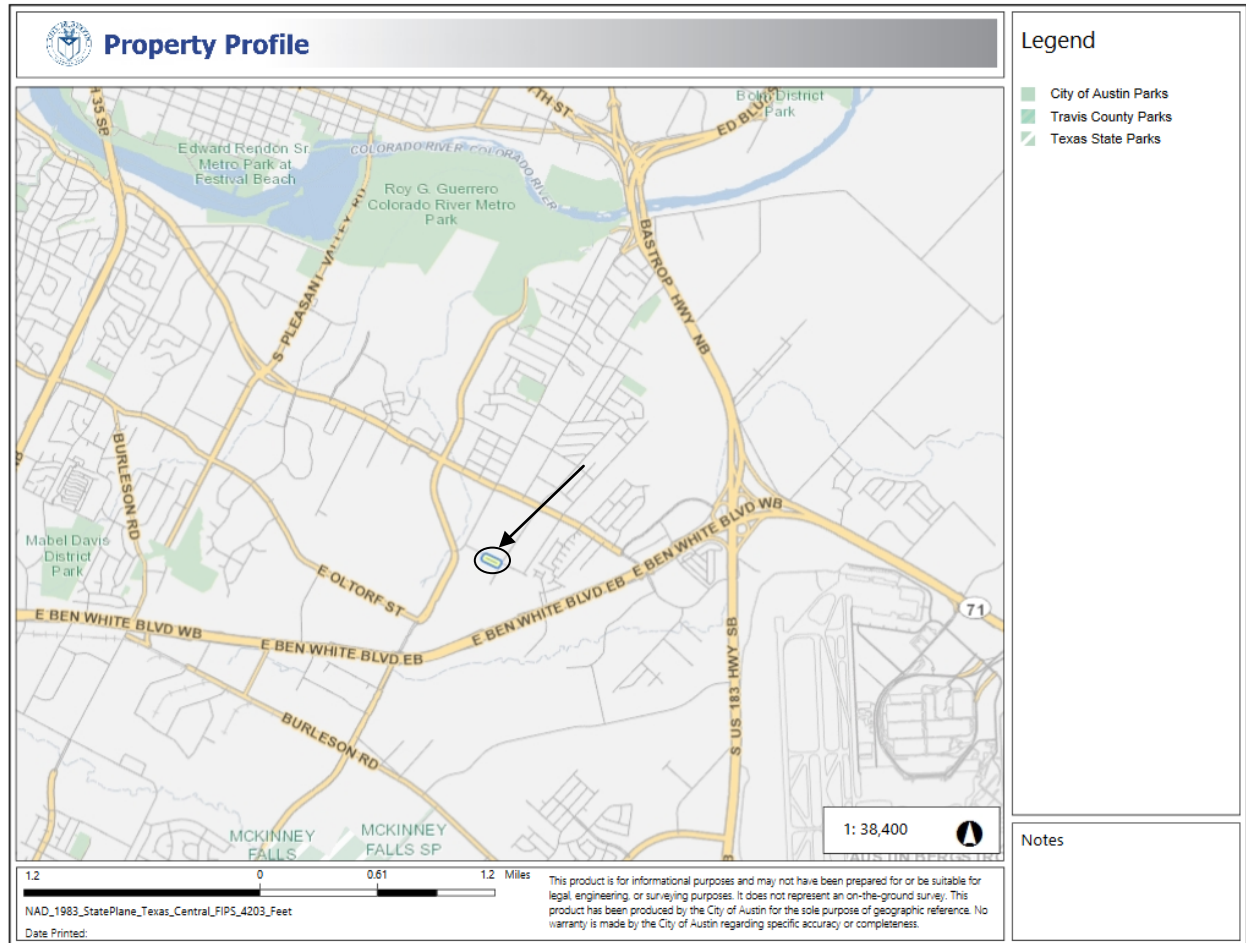 Property Profile
Legend
City of Austin Parks
Travis County Parks
Texas State Parks
7TH ST
Bolm District
Park
ED BLUES
H 35 SB
Edward Rendon Sr
Metro Park at
Festival Beach
COLORADO RIVER
COLORADO RIVER
Roy G. Guerrero
Colorado River Metro
Park
S PLEASANT VALLEY RD
BASTROP HWY NB
BURLESON RD
Mabel Davis
District
Park
E OLTORF ST
E BEN WHITE BLVD WB
E BEN WHITE BLVD EB
E BEN WHITE BLVD EB
E BEN WHITE BLVD WB
71
S US 183 HWY SB
BURLESON RD
MCKINNEY
FALLS
MCKINNEY
FALLS SP
1: 38,400
Notes
1.2
0
0.61
1.2
Miles
NAD_1983_StatePlane_Texas_Central_FIPS_4203_Feet
Date Printed:
This product is for informational purposes and may not have been prepared for or be suitable for
legal, engineering, or surveying purposes. It does not represent an on-the-ground survey. This
product has been produced by the City of Austin for the sole purpose of geographic reference. No
warranty is made by the City of Austin regarding specific accuracy or completeness.